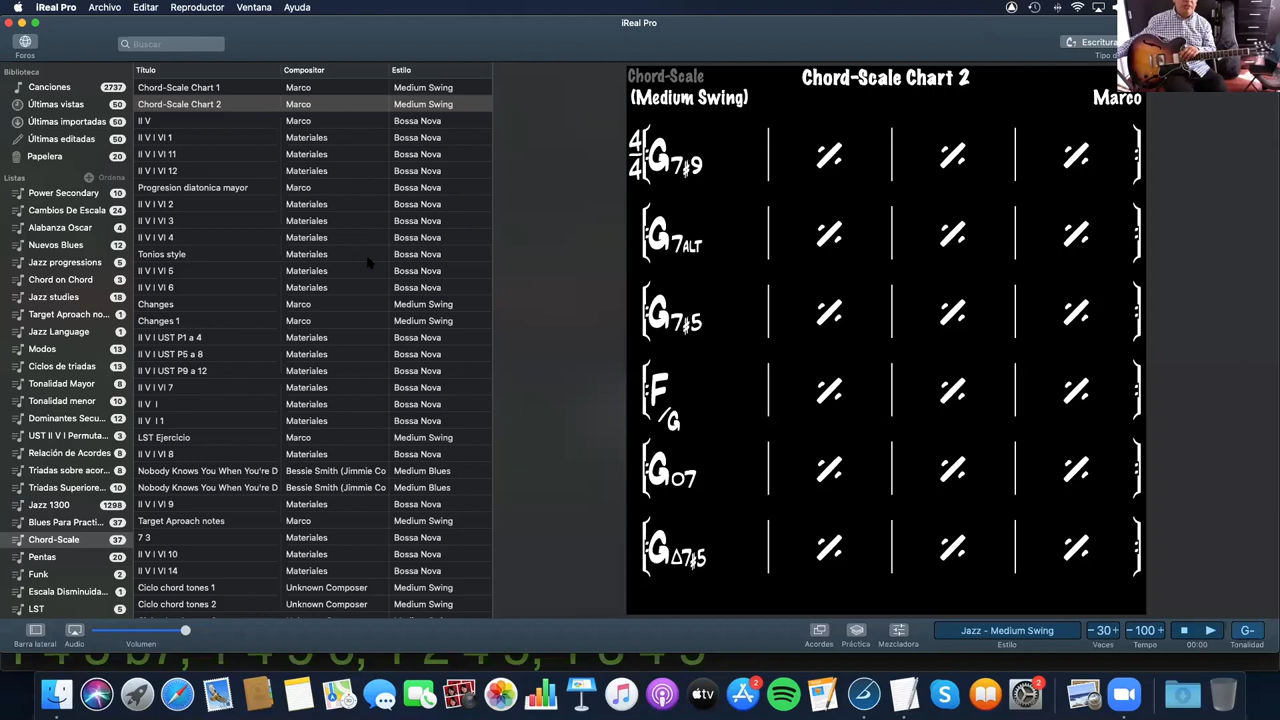 iReal Pro Archivo Editar Reproductor Ventana Ayuda
iReal Pro
Foros
Buscar
Escritura
Tipo d
Biblioteca
Canciones 2737
Últimas vistas 50
Últimas importadas 50
Últimas editadas 50
Papelera 20
Listas Ordena
Power Secondary 10
Cambios De Escala 24
Alabanza Oscar 4
Nuevos Blues 12
Jazz progressions 5
Chord on Chord 3
Jazz studies 18
Target Aproach no... 1
Jazz Language 1
Modos 13
Ciclos de triadas 13
Tonalidad Mayor 8
Tonalidad menor 10
Dominantes Secu... 12
UST II V I Permuta... 3
Relación de Acordes 8
Triadas sobre acor... 8
Triadas Superiore... 10
Jazz 1300 1298
Blues Para Practi... 37
Chord-Scale 37
Pentas 20
Funk 2
Escala Disminuida... 1
LST 5
Título Compositor Estilo
Chord-Scale Chart 1 Marco Medium Swing
Chord-Scale Chart 2 Marco Medium Swing
II V Marco Bossa Nova
II V I VI 1 Materiales Bossa Nova
II V I VI 11 Materiales Bossa Nova
II V I VI 12 Materiales Bossa Nova
Progresion diatonica mayor Marco Bossa Nova
II V I VI 2 Materiales Bossa Nova
II V I VI 3 Materiales Bossa Nova
II V I VI 4 Materiales Bossa Nova
Tonios style Materiales Bossa Nova
II V I VI 5 Materiales Bossa Nova
II V I VI 6 Materiales Bossa Nova
Changes Marco Medium Swing
Changes 1 Marco Medium Swing
II V I UST P1 a 4 Materiales Bossa Nova
II V I UST P5 a 8 Materiales Bossa Nova
II V I UST P9 a 12 Materiales Bossa Nova
II V I VI 7 Materiales Bossa Nova
II V I Materiales Bossa Nova
II V I 1 Materiales Bossa Nova
LST Ejercicio Marco Medium Swing
II V I VI 8 Materiales Bossa Nova
Nobody Knows You When You're D Bessie Smith (Jimmie Co Medium Blues
Nobody Knows You When You're D Bessie Smith (Jimmie Co Medium Blues
II V I VI 9 Materiales Bossa Nova
Target Aproach notes Marco Medium Swing
7 3 Materiales Bossa Nova
II V I VI 10 Materiales Bossa Nova
II V I VI 14 Materiales Bossa Nova
Ciclo chord tones 1 Unknown Composer Medium Swing
Ciclo chord tones 2 Unknown Composer Medium Swing
Chord-Scale Chord-Scale Chart 2
(Medium Swing) Marco
4/4 G7♯9
G7ALT
G7♯5
F/G
Go7
G△7♯5
Barra lateral Audio Volumen
Acordes Práctica Mezcladora
Jazz - Medium Swing − 30 + − 100 + G-
Estilo Veces Tempo 00:00 Tonalidad
tv
2
2